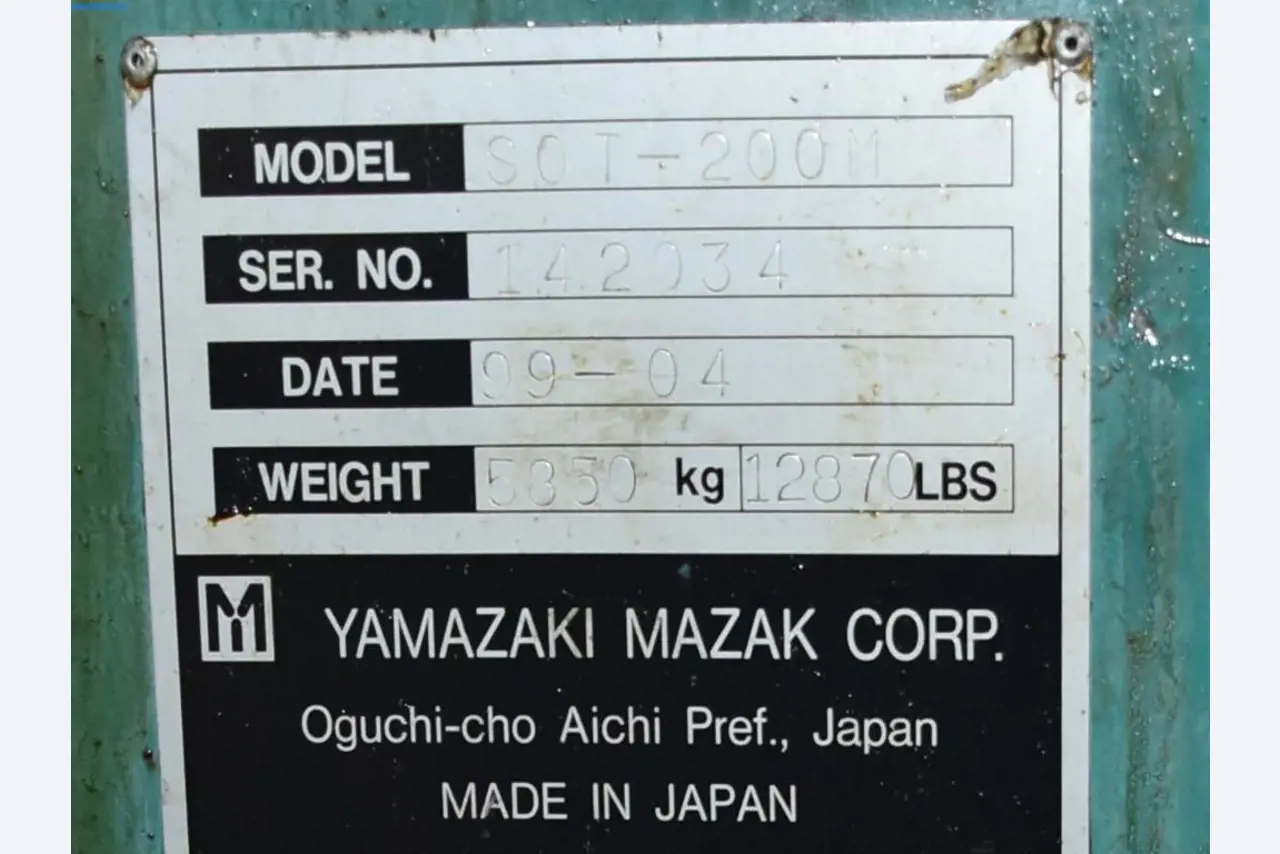 MODEL SQT-200M
SER. NO. 142034
DATE 99-04
WEIGHT 5850 kg 12870 LBS
M YAMAZAKI MAZAK CORP.
Oguchi-cho Aichi Pref., Japan
MADE IN JAPAN